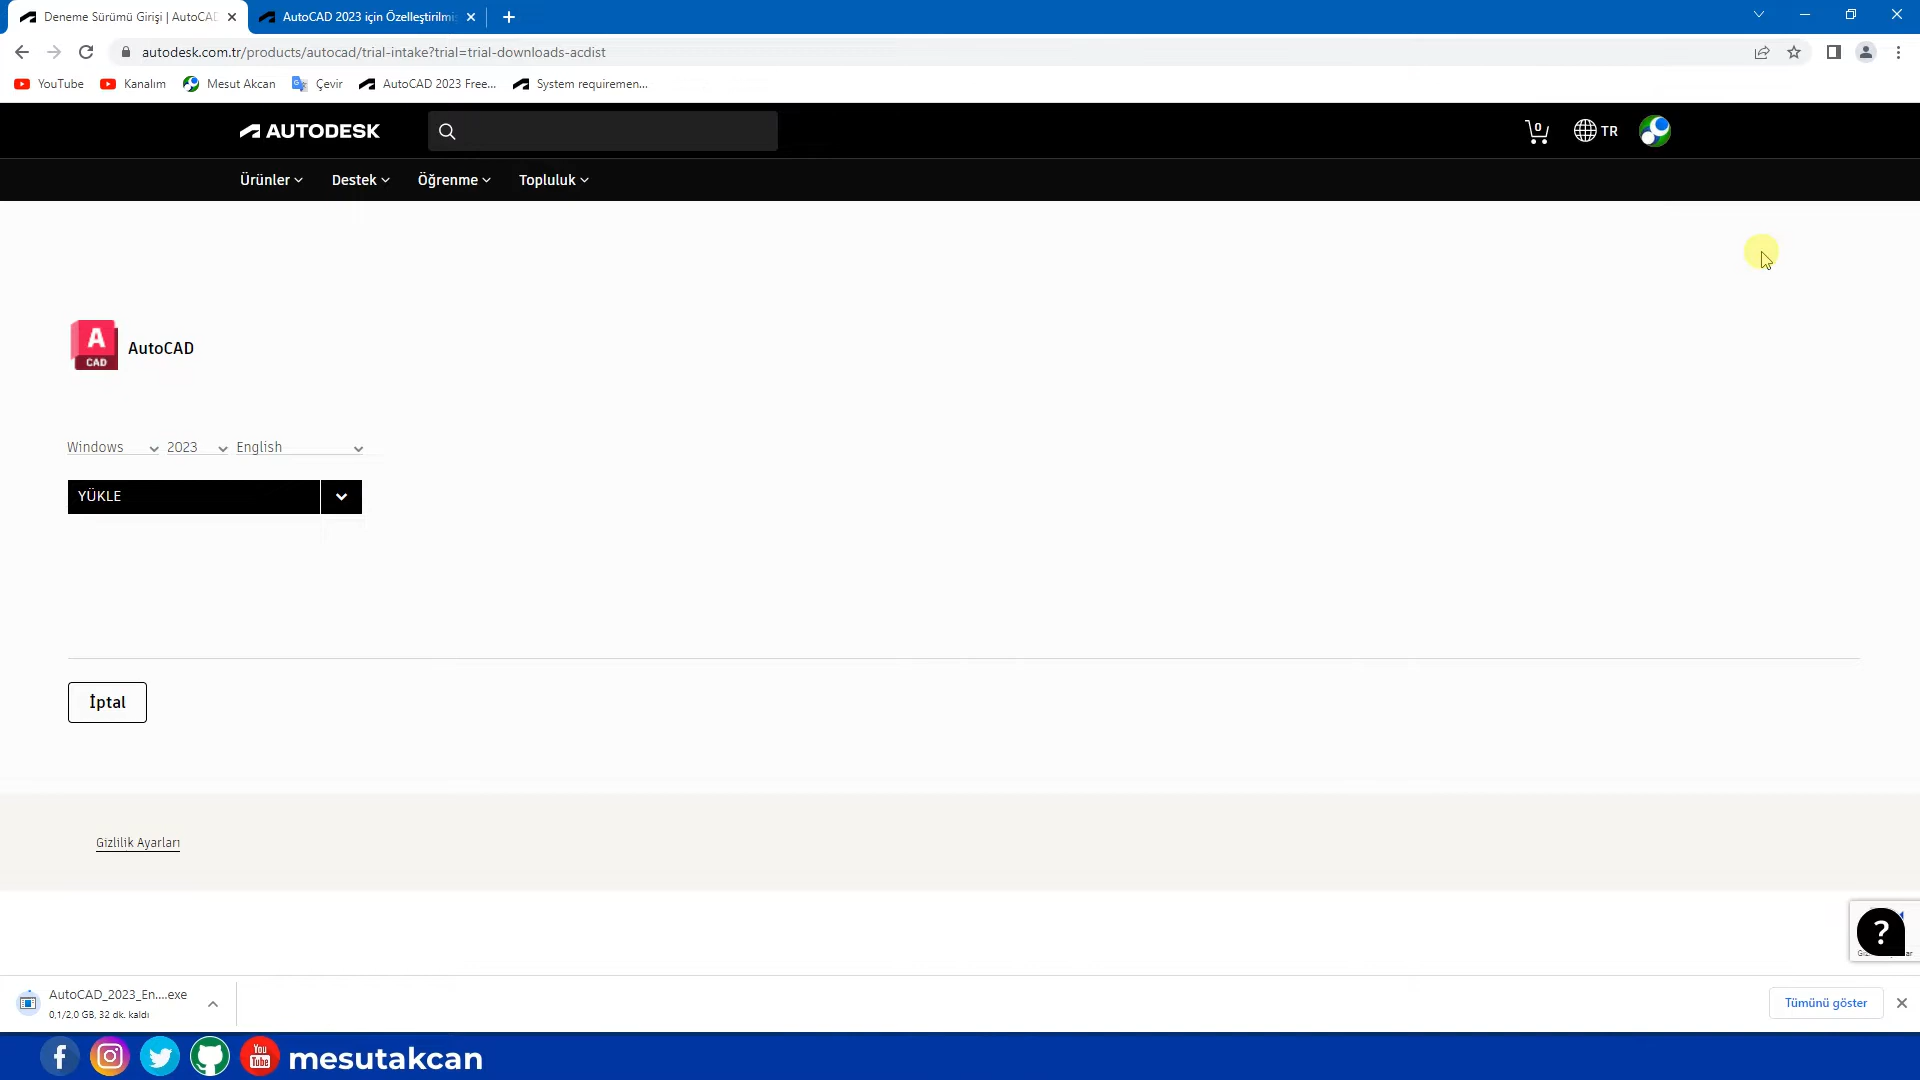 Deneme Sürümü Girişi | AutoCAD
AutoCAD 2023 için Özelleştirilmiş
autodesk.com.tr/products/autocad/trial-intake?trial=trial-downloads-acdist
YouTube
Kanalım
Mesut Akcan
Çevir
AutoCAD 2023 Free...
System requiremen...
AUTODESK
0
TR
Ürünler
Destek
Öğrenme
Topluluk
A
CAD
AutoCAD
Windows
2023
English
YÜKLE
İptal
Gizlilik Ayarları
?
AutoCAD_2023_En....exe
0,1/2,0 GB, 32 dk. kaldı
Tümünü göster
You
Tube
mesutakcan